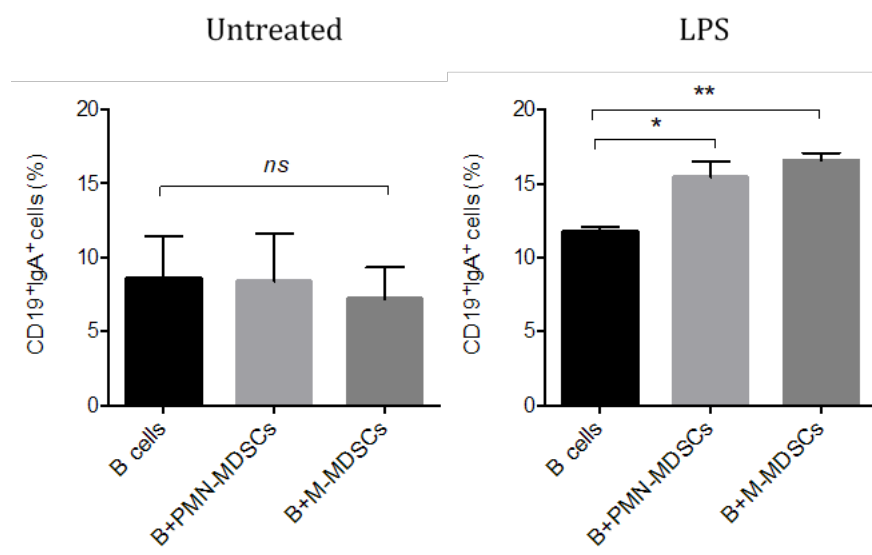 Untreated
CD19⁺IgA⁺ cells (%)
20
15
10
5
0
ns
B cells
B+PMN-MDSCs
B+M-MDSCs
LPS
CD19⁺IgA⁺ cells (%)
20
15
10
5
0
**
*
B cells
B+PMN-MDSCs
B+M-MDSCs